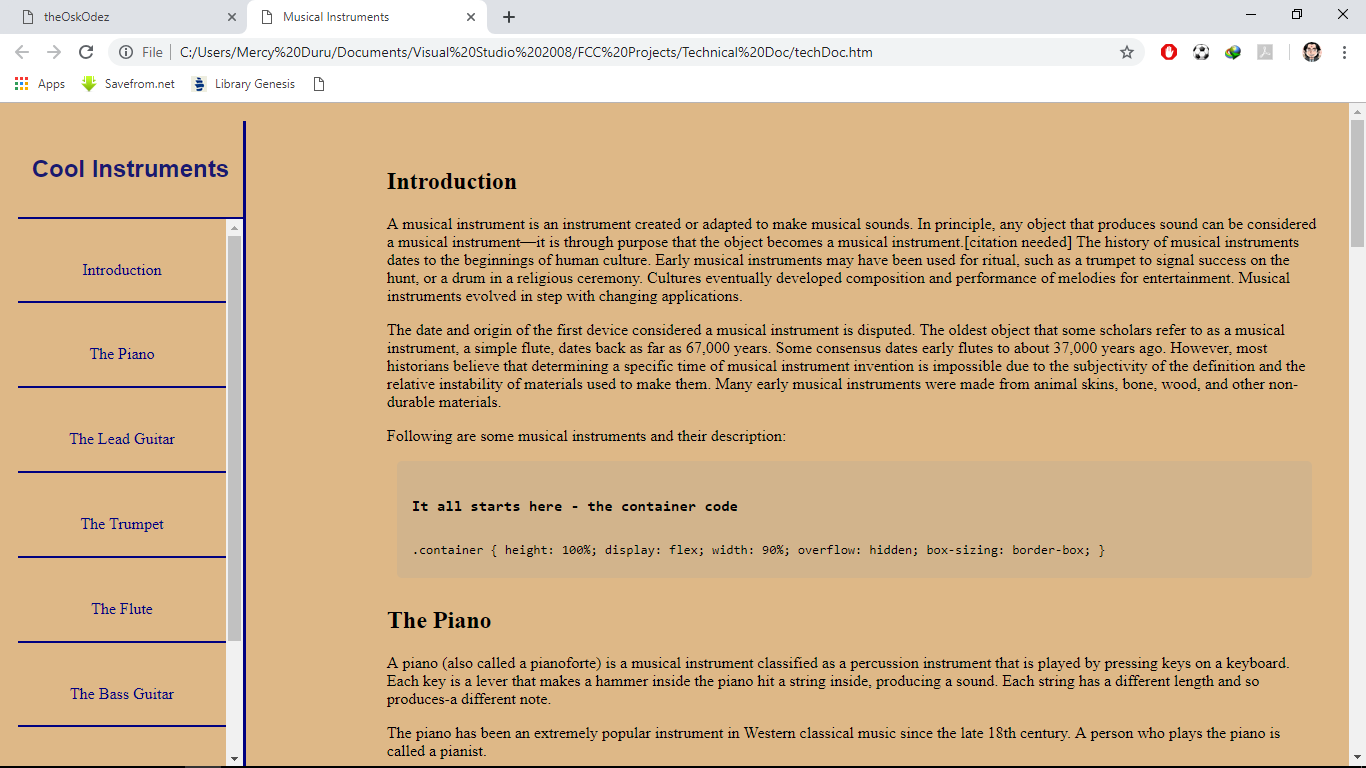 theOskOdez
Musical Instruments
File
C:/Users/Mercy%20Duru/Documents/Visual%20Studio%202008/FCC%20Projects/Technical%20Doc/techDoc.htm
Apps
Savefrom.net
Library Genesis
Cool Instruments
Introduction
The Piano
The Lead Guitar
The Trumpet
The Flute
The Bass Guitar
Introduction
A musical instrument is an instrument created or adapted to make musical sounds. In principle, any object that produces sound can be considered
a musical instrument—it is through purpose that the object becomes a musical instrument.[citation needed] The history of musical instruments
dates to the beginnings of human culture. Early musical instruments may have been used for ritual, such as a trumpet to signal success on the
hunt, or a drum in a religious ceremony. Cultures eventually developed composition and performance of melodies for entertainment. Musical
instruments evolved in step with changing applications.
The date and origin of the first device considered a musical instrument is disputed. The oldest object that some scholars refer to as a musical
instrument, a simple flute, dates back as far as 67,000 years. Some consensus dates early flutes to about 37,000 years ago. However, most
historians believe that determining a specific time of musical instrument invention is impossible due to the subjectivity of the definition and the
relative instability of materials used to make them. Many early musical instruments were made from animal skins, bone, wood, and other non-
durable materials.
Following are some musical instruments and their description:
It all starts here - the container code
.container { height: 100%; display: flex; width: 90%; overflow: hidden; box-sizing: border-box; }
The Piano
A piano (also called a pianoforte) is a musical instrument classified as a percussion instrument that is played by pressing keys on a keyboard.
Each key is a lever that makes a hammer inside the piano hit a string inside, producing a sound. Each string has a different length and so
produces-a different note.
The piano has been an extremely popular instrument in Western classical music since the late 18th century. A person who plays the piano is
called a pianist.